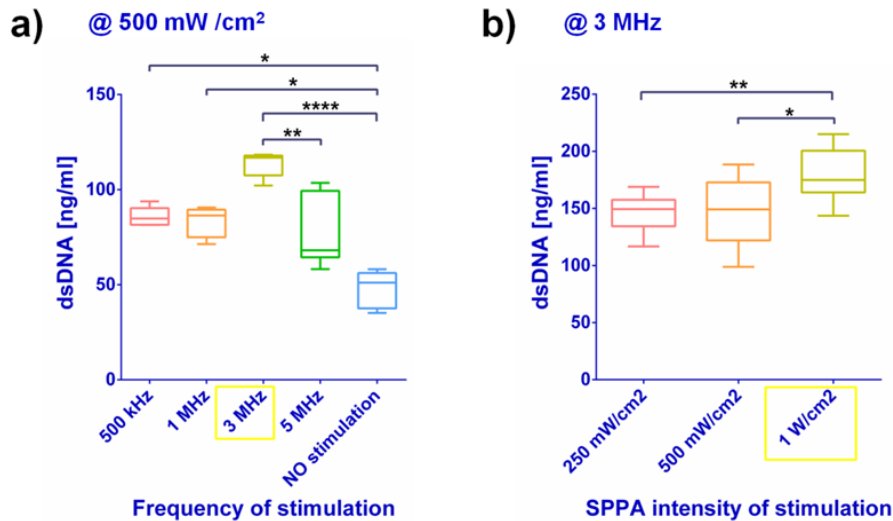 a) @ 500 mW /cm²
*
*
****
**
150
100
50
0
dsDNA [ng/ml]
500 kHz
1 MHz
3 MHz
5 MHz
NO stimulation
Frequency of stimulation
b) @ 3 MHz
**
*
250
200
150
100
50
0
dsDNA [ng/ml]
250 mW/cm2
500 mW/cm2
1 W/cm2
SPPA intensity of stimulation